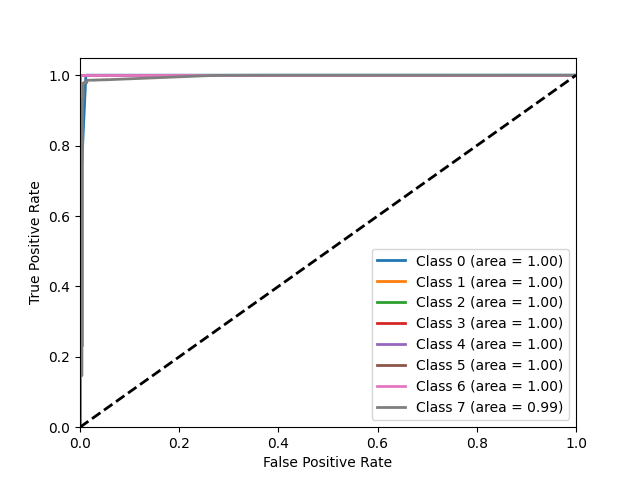 1.0
0.8
0.6
0.4
0.2
0.0
True Positive Rate
Class 0 (area = 1.00)
Class 1 (area = 1.00)
Class 2 (area = 1.00)
Class 3 (area = 1.00)
Class 4 (area = 1.00)
Class 5 (area = 1.00)
Class 6 (area = 1.00)
Class 7 (area = 0.99)
0.0 0.2 0.4 0.6 0.8 1.0
False Positive Rate